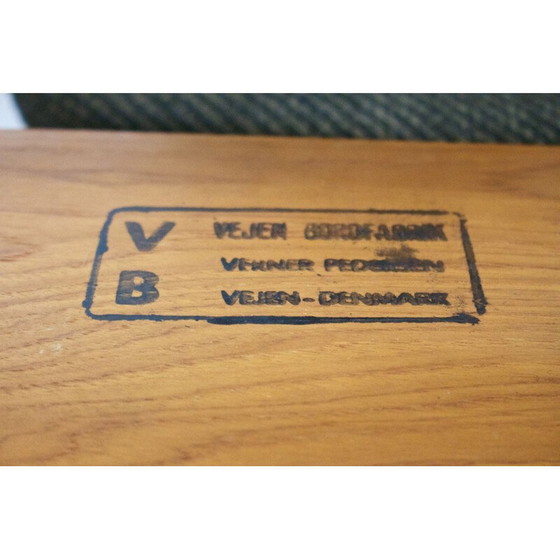 V
B
VEJEN BORDFABRIK
VERNER PEDERSEN
VEJEN-DENMARK